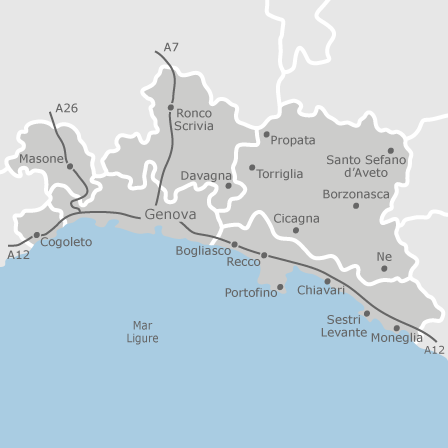 A7
A26
Ronco
Scrivia
Propata
Masone
Santo Sefano
d'Aveto
Torriglia
Davagna
Borzonasca
Genova
Cicagna
Cogoleto
Bogliasco
A12
Recco
Ne
Portofino
Chiavari
Mar
Ligure
Sestri
Levante
Moneglia
A12